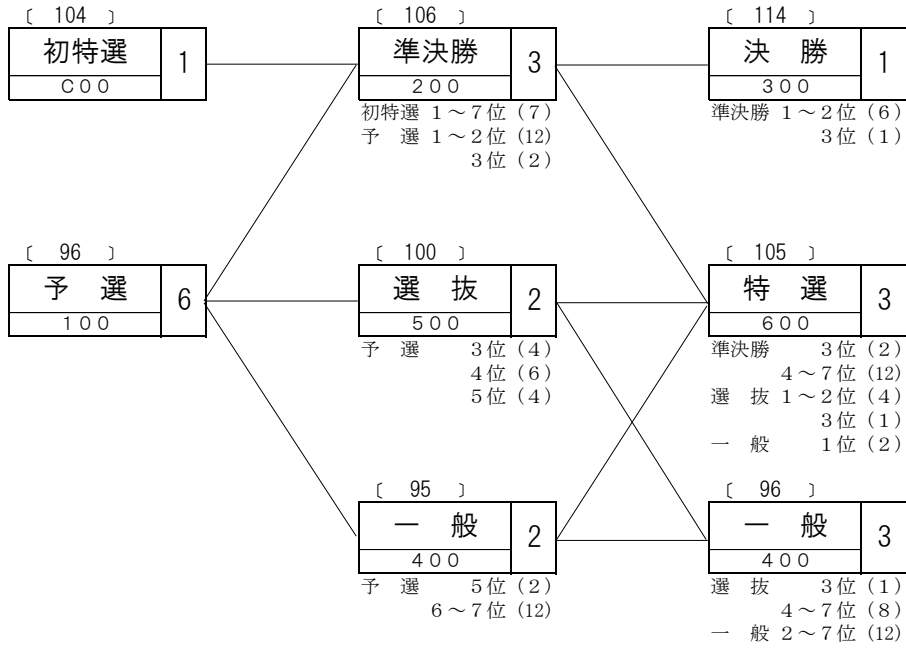 〔 104 〕
初特選 1
C00
〔 106 〕
準決勝 3
200
初特選 1～7位 (7)
予 選 1～2位 (12)
3位 (2)
〔 114 〕
決 勝 1
300
準決勝 1～2位 (6)
3位 (1)
〔 96 〕
予 選 6
100
〔 100 〕
選 抜 2
500
予 選 3位 (4)
4位 (6)
5位 (4)
〔 105 〕
特 選 3
600
準決勝 3位 (2)
4～7位 (12)
選 抜 1～2位 (4)
3位 (1)
一 般 1位 (2)
〔 95 〕
一 般 2
400
予 選 5位 (2)
6～7位 (12)
〔 96 〕
一 般 3
400
選 抜 3位 (1)
4～7位 (8)
一 般 2～7位 (12)